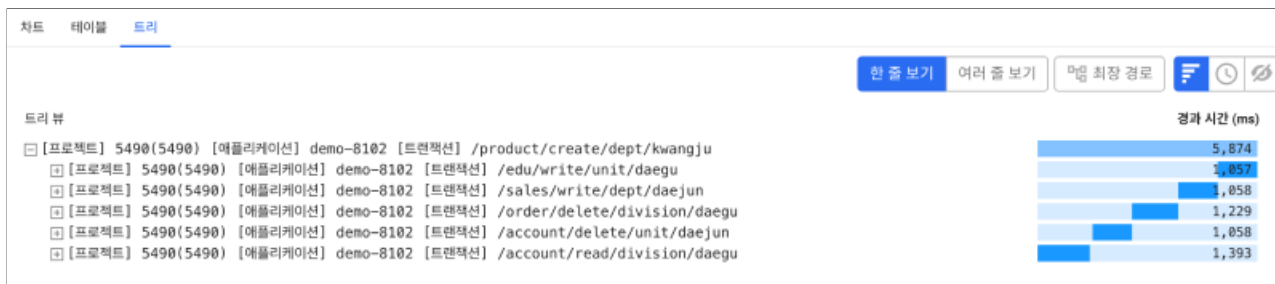 차트 테이블 트리
한 줄 보기 여러 줄 보기 최장 경로
트리 뷰 경과 시간 (ms)
[프로젝트] 5490(5490) [애플리케이션] demo-8102 [트랜잭션] /product/create/dept/kwangju 5,874
[프로젝트] 5490(5490) [애플리케이션] demo-8102 [트랜잭션] /edu/write/unit/daegu 1,057
[프로젝트] 5490(5490) [애플리케이션] demo-8102 [트랜잭션] /sales/write/dept/daejun 1,058
[프로젝트] 5490(5490) [애플리케이션] demo-8102 [트랜잭션] /order/delete/division/daegu 1,229
[프로젝트] 5490(5490) [애플리케이션] demo-8102 [트랜잭션] /account/delete/unit/daejun 1,058
[프로젝트] 5490(5490) [애플리케이션] demo-8102 [트랜잭션] /account/read/division/daegu 1,393